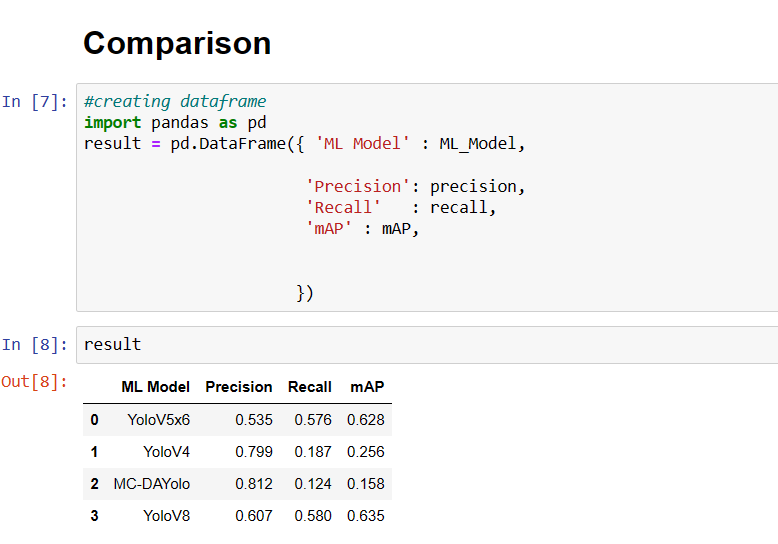 Comparison
In [7]: #creating dataframe
import pandas as pd
result = pd.DataFrame({ 'ML Model' : ML_Model,
'Precision': precision,
'Recall'   : recall,
'mAP' : mAP,
})
In [8]: result
Out[8]:
ML Model Precision Recall mAP
0 YoloV5x6 0.535 0.576 0.628
1 YoloV4 0.799 0.187 0.256
2 MC-DAYolo 0.812 0.124 0.158
3 YoloV8 0.607 0.580 0.635